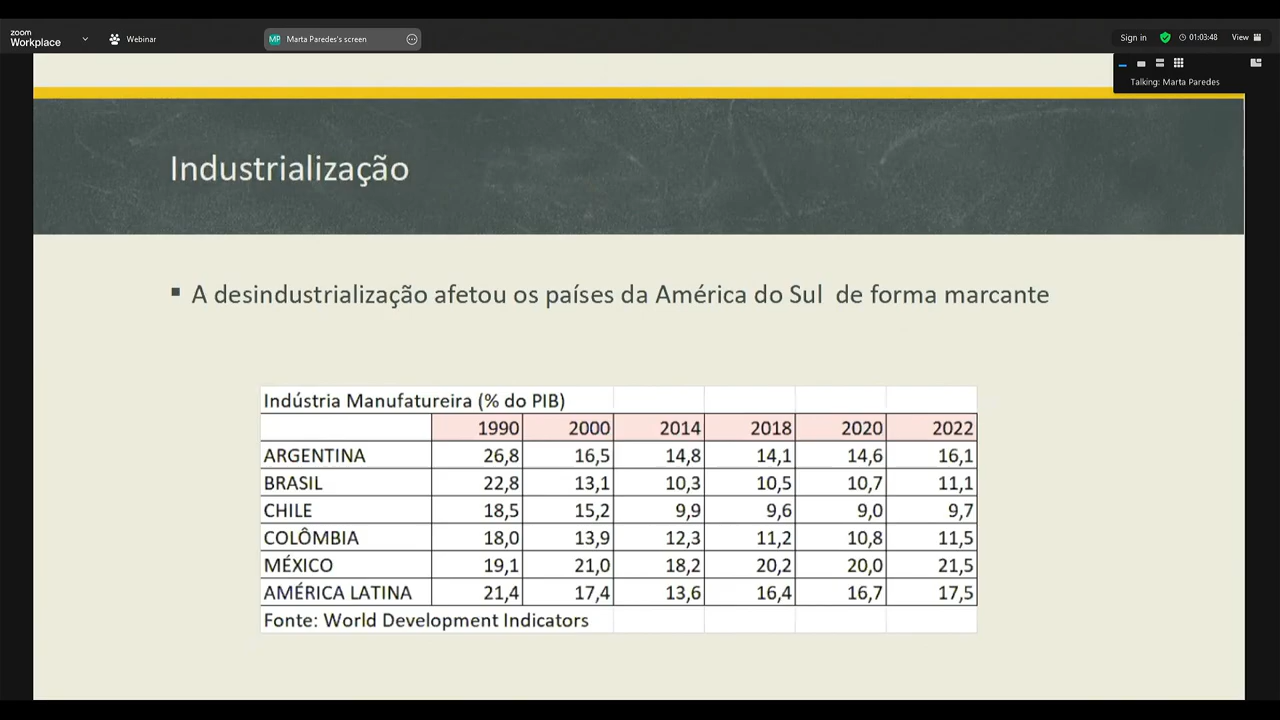 zoom
Workplace
Webinar
MP Marta Paredes's screen
Sign in
01:03:48
View
Talking: Marta Paredes
Industrialização
A desindustrialização afetou os países da América do Sul de forma marcante
Indústria Manufatureira (% do PIB)
1990 2000 2014 2018 2020 2022
ARGENTINA 26,8 16,5 14,8 14,1 14,6 16,1
BRASIL 22,8 13,1 10,3 10,5 10,7 11,1
CHILE 18,5 15,2 9,9 9,6 9,0 9,7
COLÔMBIA 18,0 13,9 12,3 11,2 10,8 11,5
MÉXICO 19,1 21,0 18,2 20,2 20,0 21,5
AMÉRICA LATINA 21,4 17,4 13,6 16,4 16,7 17,5
Fonte: World Development Indicators